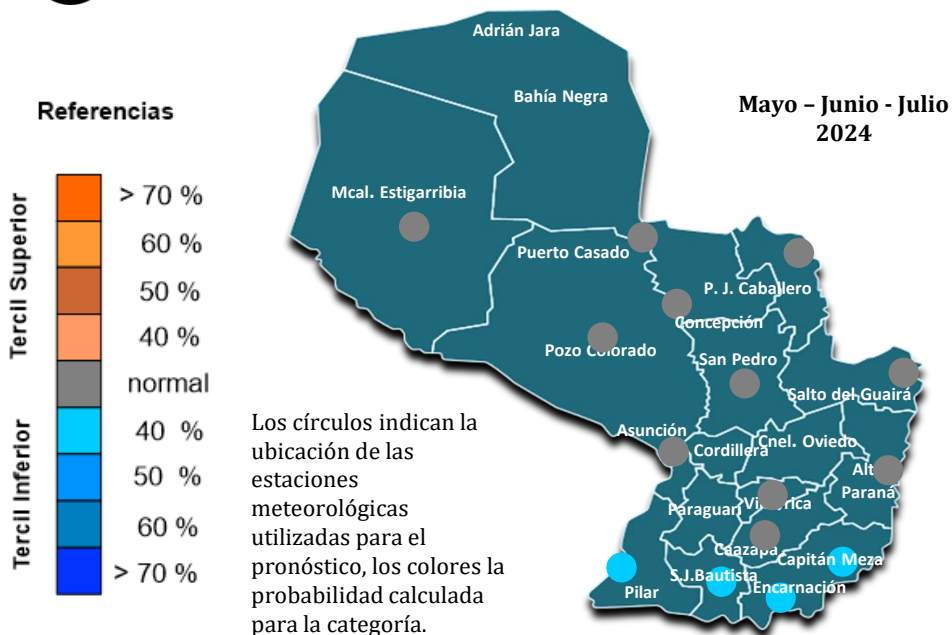 Adrián Jara
Bahía Negra
Mayo – Junio - Julio
2024
Referencias
Tercil Superior
> 70 %
60 %
50 %
40 %
normal
Tercil Inferior
40 %
50 %
60 %
> 70 %
Mcal. Estigarribia
Puerto Casado
P. J. Caballero
Concepción
Pozo Colorado
San Pedro
Salto del Guairá
Asunción
Cordillera
Cnel. Oviedo
Alto
Paraná
Paraguarí
Villarrica
Caazapá
Capitán Meza
S.J.Bautista
Encarnación
Pilar
Los círculos indican la
ubicación de las
estaciones
meteorológicas
utilizadas para el
pronóstico, los colores la
probabilidad calculada
para la categoría.